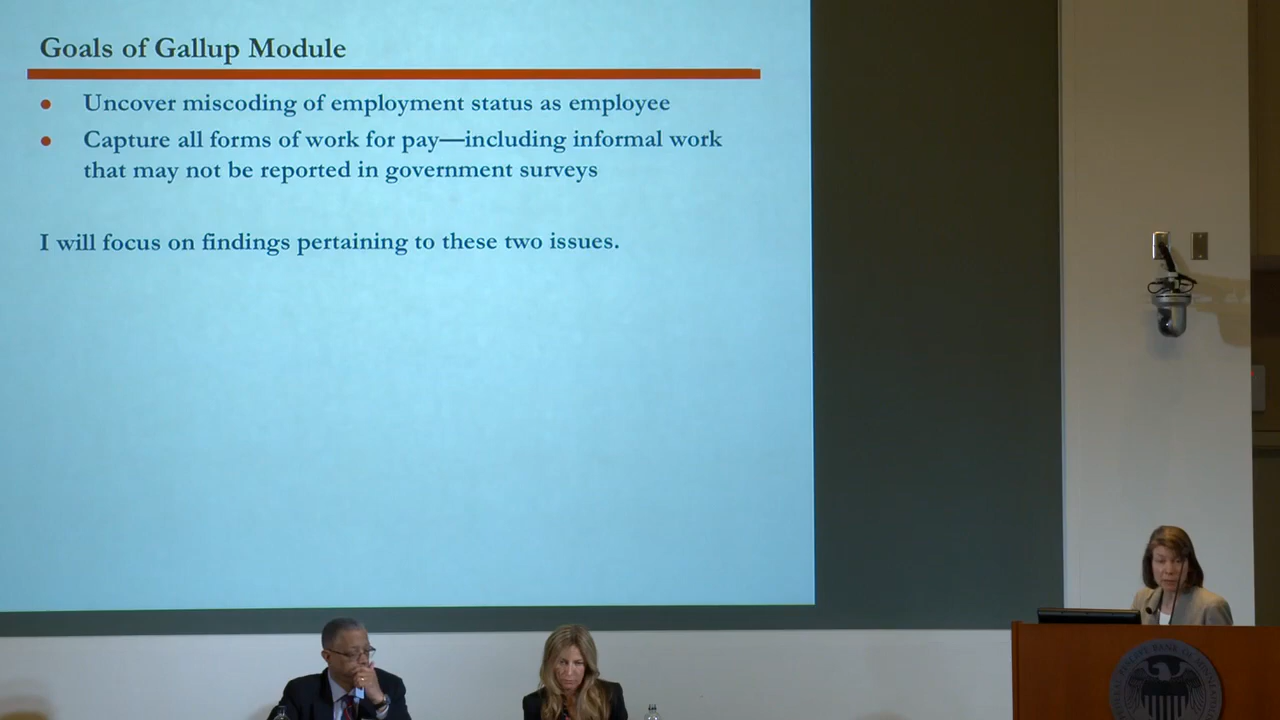 Goals of Gallup Module
Uncover miscoding of employment status as employee
Capture all forms of work for pay—including informal work
that may not be reported in government surveys
I will focus on findings pertaining to these two issues.